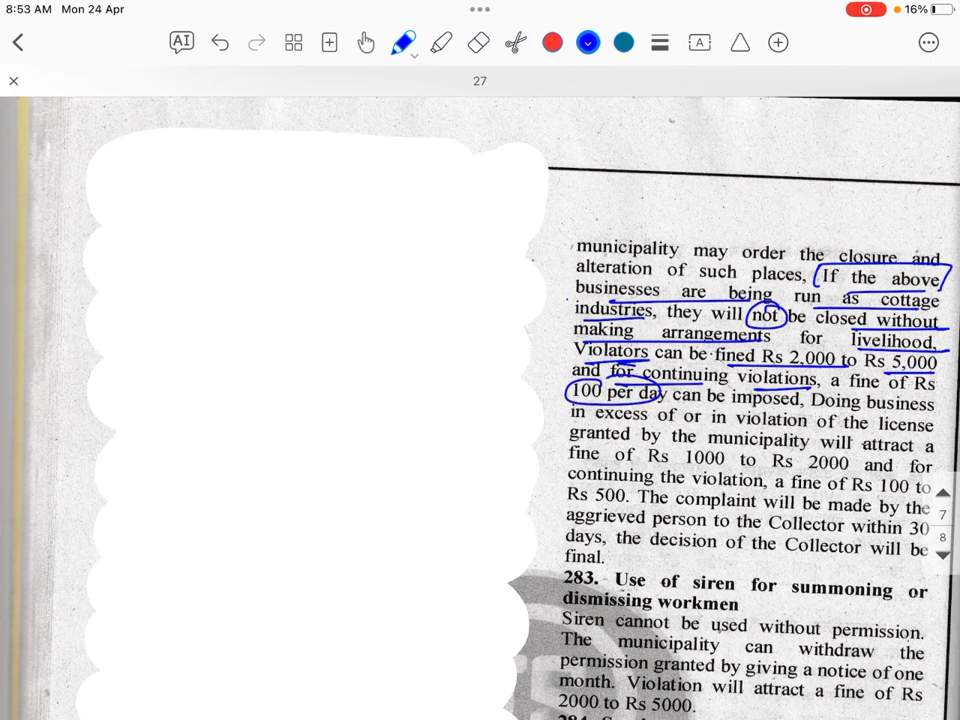 8:53 AM Mon 24 Apr
16%
AI
A
27
municipality may order the closure and
alteration of such places, If the above
businesses are being run as cottage
industries, they will not be closed without
making arrangements for livelihood,
Violators can be fined Rs 2,000 to Rs 5,000
and for continuing violations, a fine of Rs
100 per day can be imposed, Doing business
in excess of or in violation of the license
granted by the municipality will attract a
fine of Rs 1000 to Rs 2000 and for
continuing the violation, a fine of Rs 100 to
Rs 500. The complaint will be made by the
aggrieved person to the Collector within 30
days, the decision of the Collector will be
final.
7
8
283. Use of siren for summoning or
dismissing workmen
Siren cannot be used without permission.
The municipality can withdraw the
permission granted by giving a notice of one
month. Violation will attract a fine of Rs
2000 to Rs 5000.